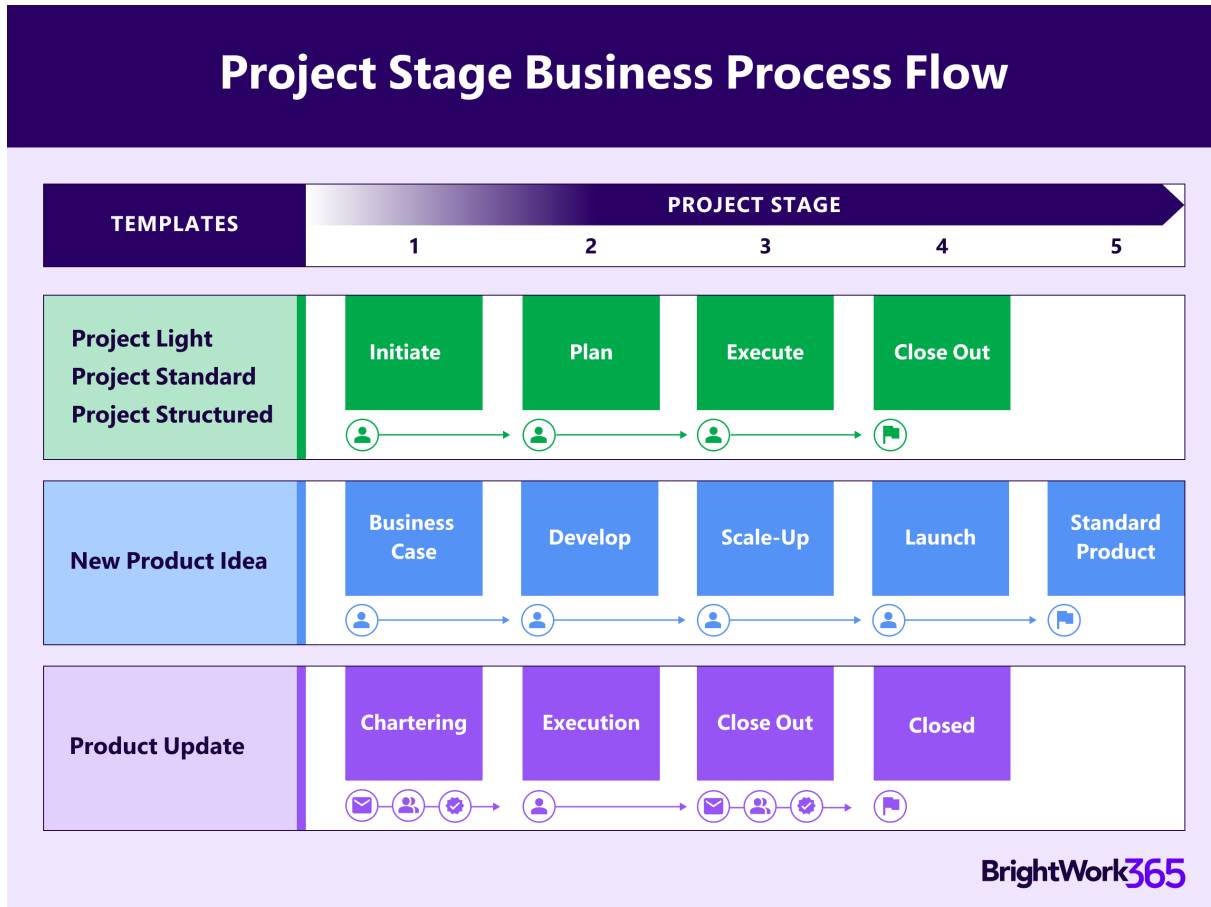 Project Stage Business Process Flow
TEMPLATES
PROJECT STAGE
1 2 3 4 5
Project Light
Project Standard
Project Structured
Initiate
Plan
Execute
Close Out
New Product Idea
Business
Case
Develop
Scale-Up
Launch
Standard
Product
Product Update
Chartering
Execution
Close Out
Closed
BrightWork365